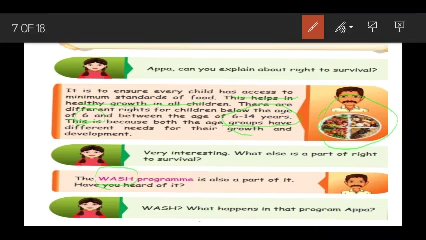 7 OF 18
Appa, can you explain about right to survival?
It is to ensure every child has access to
minimum standards of food. This helps in
healthy growth in all children. There are
different rights for children below the age
of 6 and between the age of 6-14 years.
This is because both the age groups have
different needs for their growth and
development.
Very interesting. What else is a part of right
to survival?
The WASH programme is also a part of it.
Have you heard of it?
WASH? What happens in that program Appa?